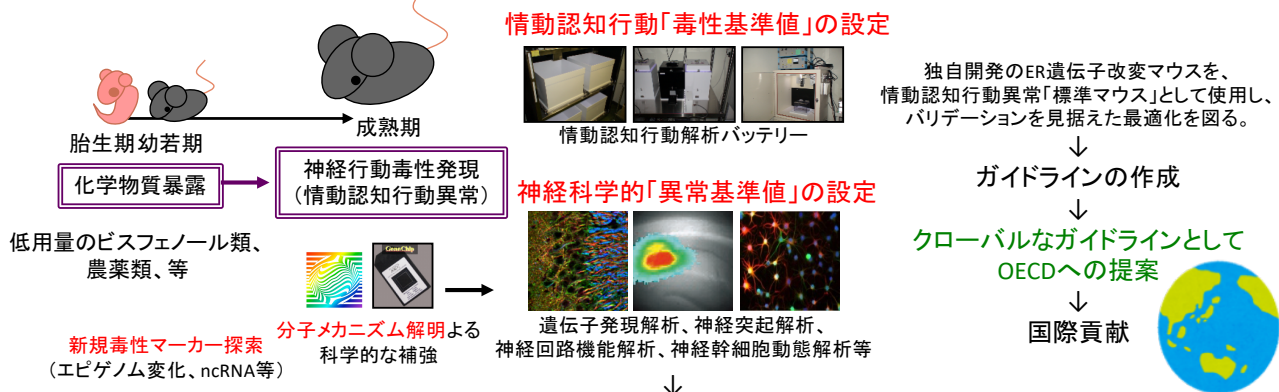 胎生期幼若期
成熟期
化学物質暴露
神経行動毒性発現
（情動認知行動異常）
低用量のビスフェノール類、
農薬類、等
GeneChip
分子メカニズム解明よる
科学的な補強
新規毒性マーカー探索
（エピゲノム変化、ncRNA等）
情動認知行動「毒性基準値」の設定
情動認知行動解析バッテリー
神経科学的「異常基準値」の設定
遺伝子発現解析、神経突起解析、
神経回路機能解析、神経幹細胞動態解析等
↓
独自開発のER遺伝子改変マウスを、
情動認知行動異常「標準マウス」として使用し、
バリデーションを見据えた最適化を図る。
↓
ガイドラインの作成
↓
クローバルなガイドラインとして
OECDへの提案
↓
国際貢献